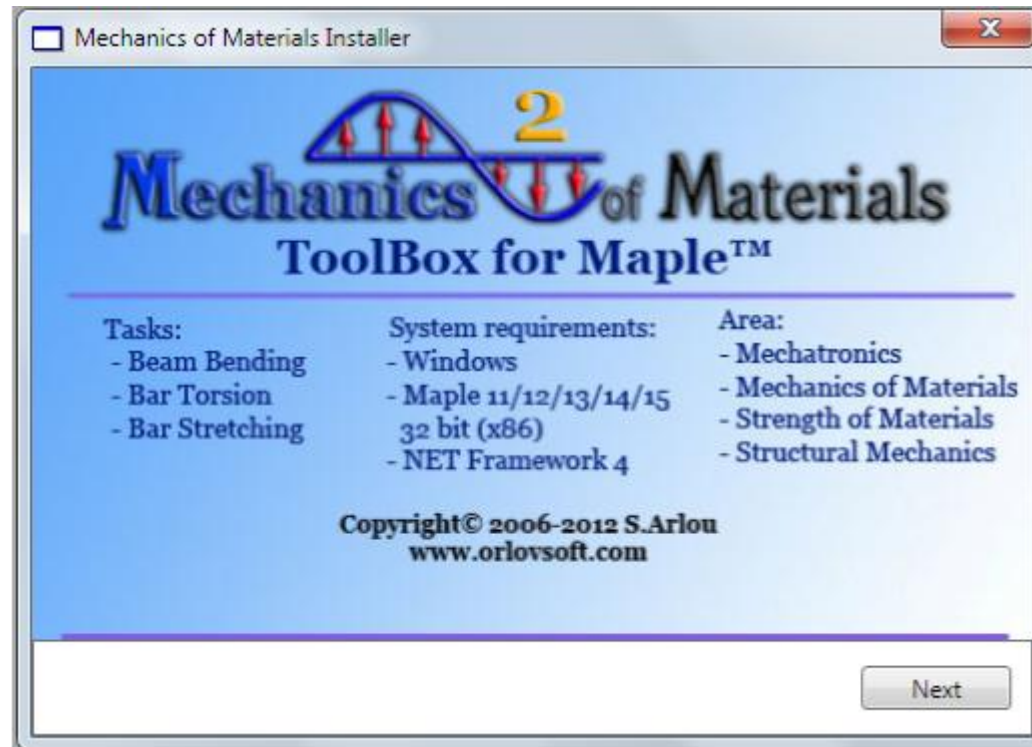 Mechanics of Materials Installer
2
Mechanics of Materials
ToolBox for Maple™
Tasks:
- Beam Bending
- Bar Torsion
- Bar Stretching
System requirements:
- Windows
- Maple 11/12/13/14/15
32 bit (x86)
- NET Framework 4
Area:
- Mechatronics
- Mechanics of Materials
- Strength of Materials
- Structural Mechanics
Copyright© 2006-2012 S.Arlou
www.orlovsoft.com
Next